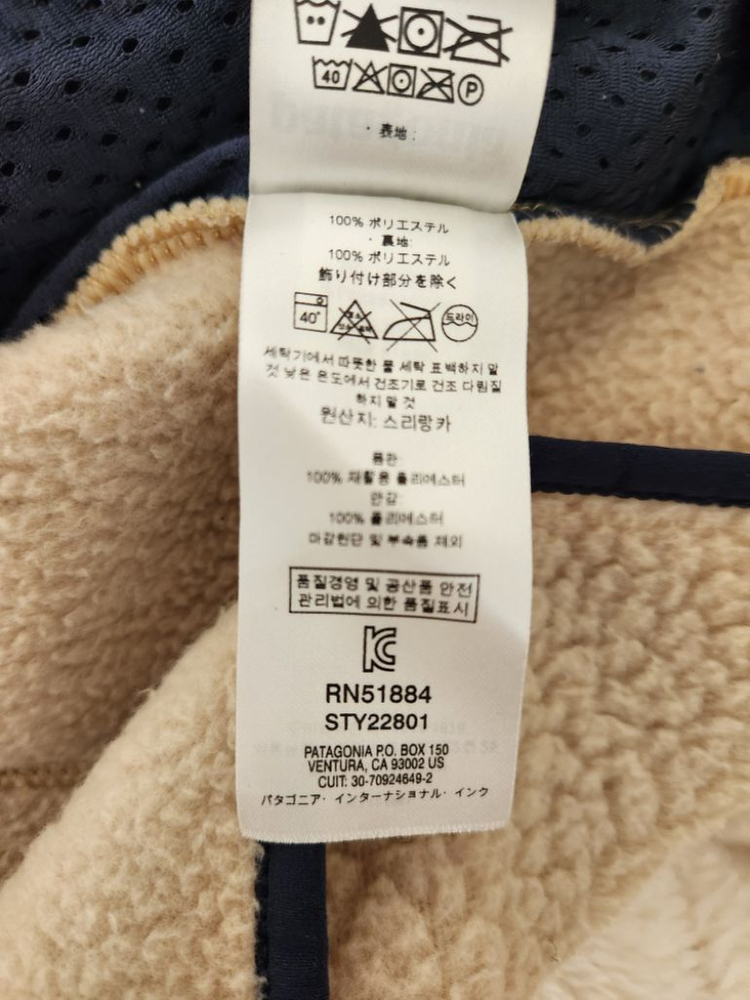 40
P
・表地:
100% ポリエステル
・裏地:
100% ポリエステル
飾り付け部分を除く
40°
드라이
세탁기에서 따뜻한 물 세탁 표백하지 말
것 낮은 온도에서 건조기로 건조 다림질
하지 말 것
원산지: 스리랑카
몸판:
100% 재활용 폴리에스터
안감:
100% 폴리에스터
마감원단 및 부속품 제외
품질경영 및 공산품 안전
관리법에 의한 품질표시
RN51884
STY22801
PATAGONIA P.O. BOX 150
VENTURA, CA 93002 US
CUIT: 30-70924649-2
パタゴニア・インターナショナル・インク